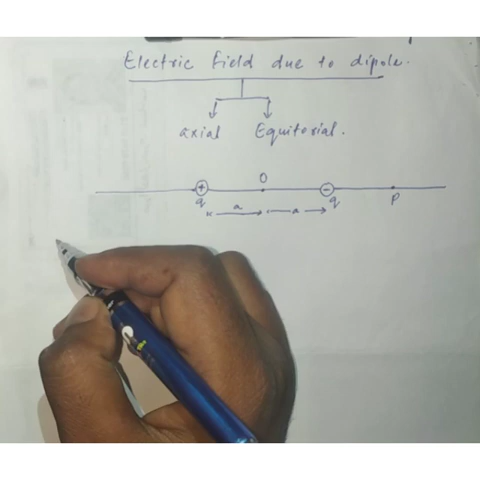 Electric field due to dipole.
axial Equitorial.
+ O -
q a a q P